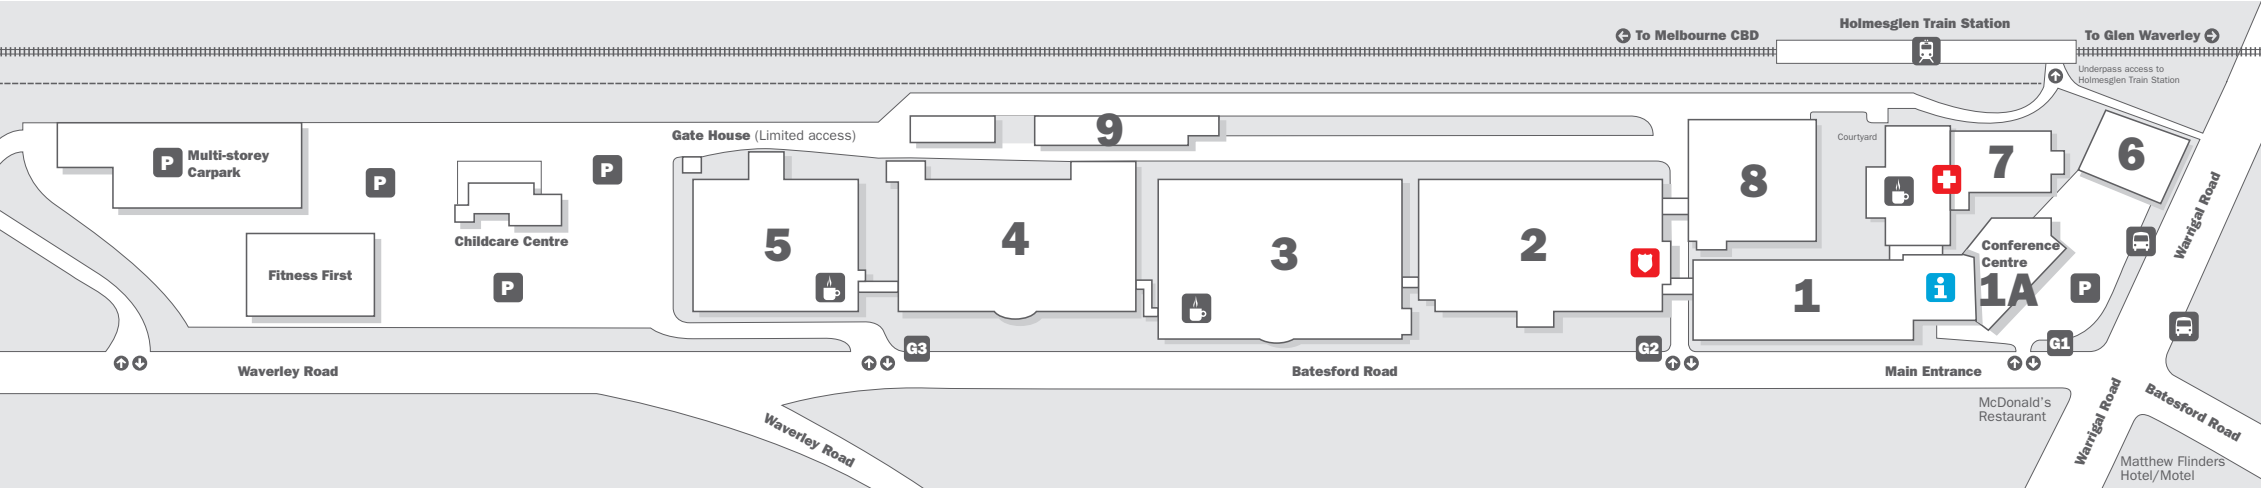 Holmesglen Train Station
To Melbourne CBD
To Glen Waverley
Underpass access to
Holmesglen Train Station
Gate House (Limited access)
9
Courtyard
P
Multi-storey
Carpark
P
P
8
7
6
Warrigal Road
Childcare Centre
5
4
3
2
Conference
Centre
1A
P
Fitness First
P
1
i
G3
G2
G1
Waverley Road
Batesford Road
Main Entrance
McDonald's
Restaurant
Waverley Road
Warrigal Road
Batesford Road
Matthew Flinders
Hotel/Motel